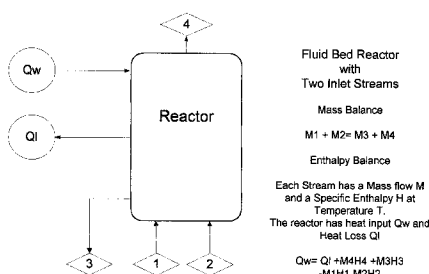 4
Qw
Ql
Reactor
3
1
2
Fluid Bed Reactor
with
Two Inlet Streams
Mass Balance
M1 + M2= M3 + M4
Enthalpy Balance
Each Stream has a Mass flow M
and a Specific Enthalpy H at
Temperature T.
The reactor has heat input Qw and
Heat Loss Ql
Qw= Ql +M4H4 +M3H3
-M1H1-M2H2